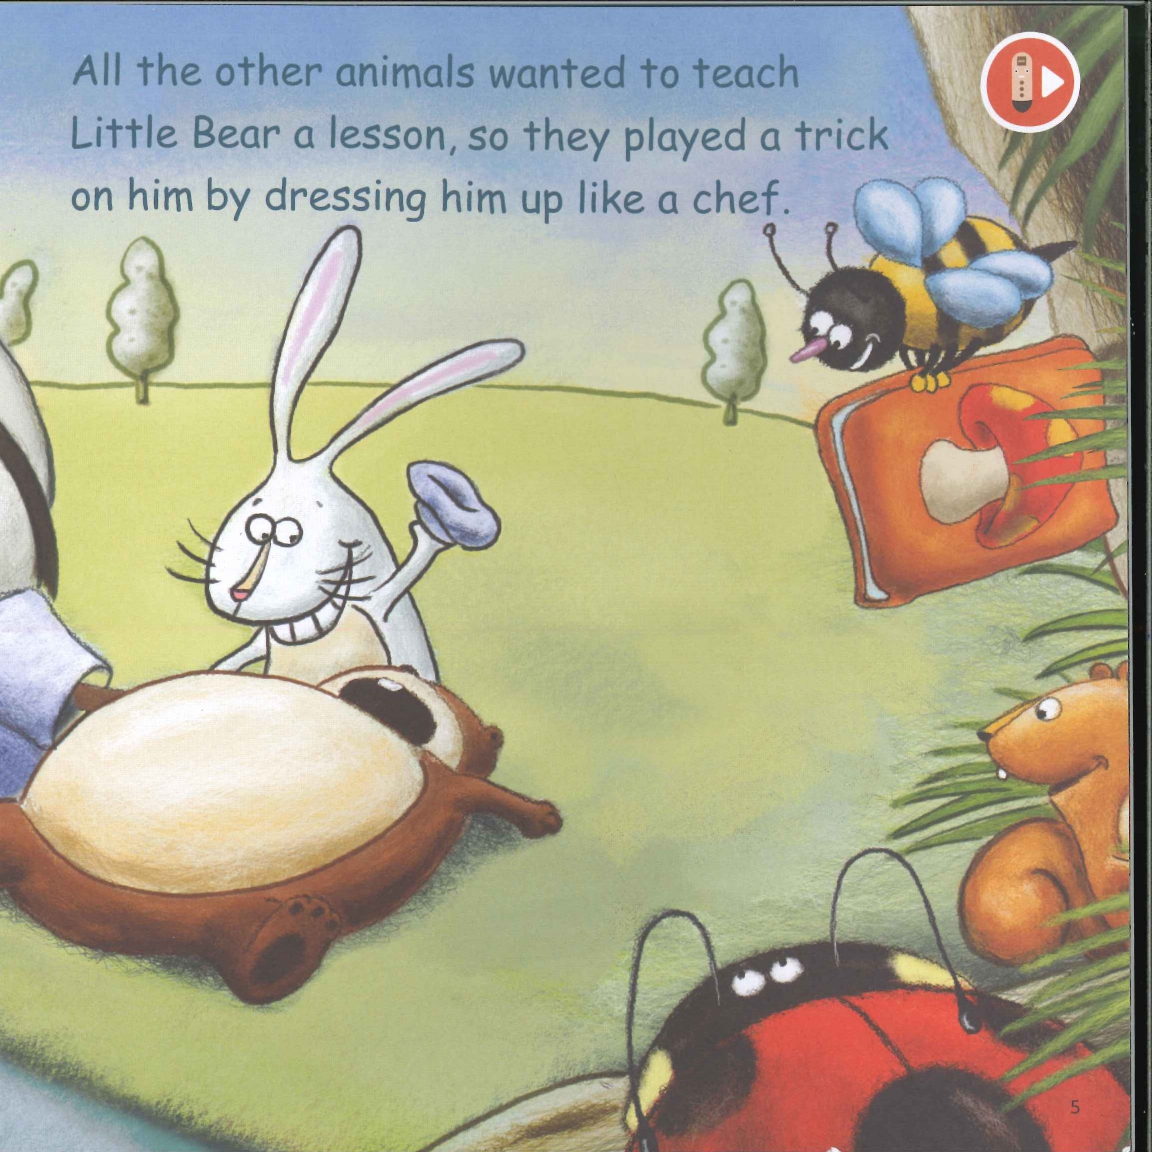 All the other animals wanted to teach
Little Bear a lesson, so they played a trick
on him by dressing him up like a chef.
5